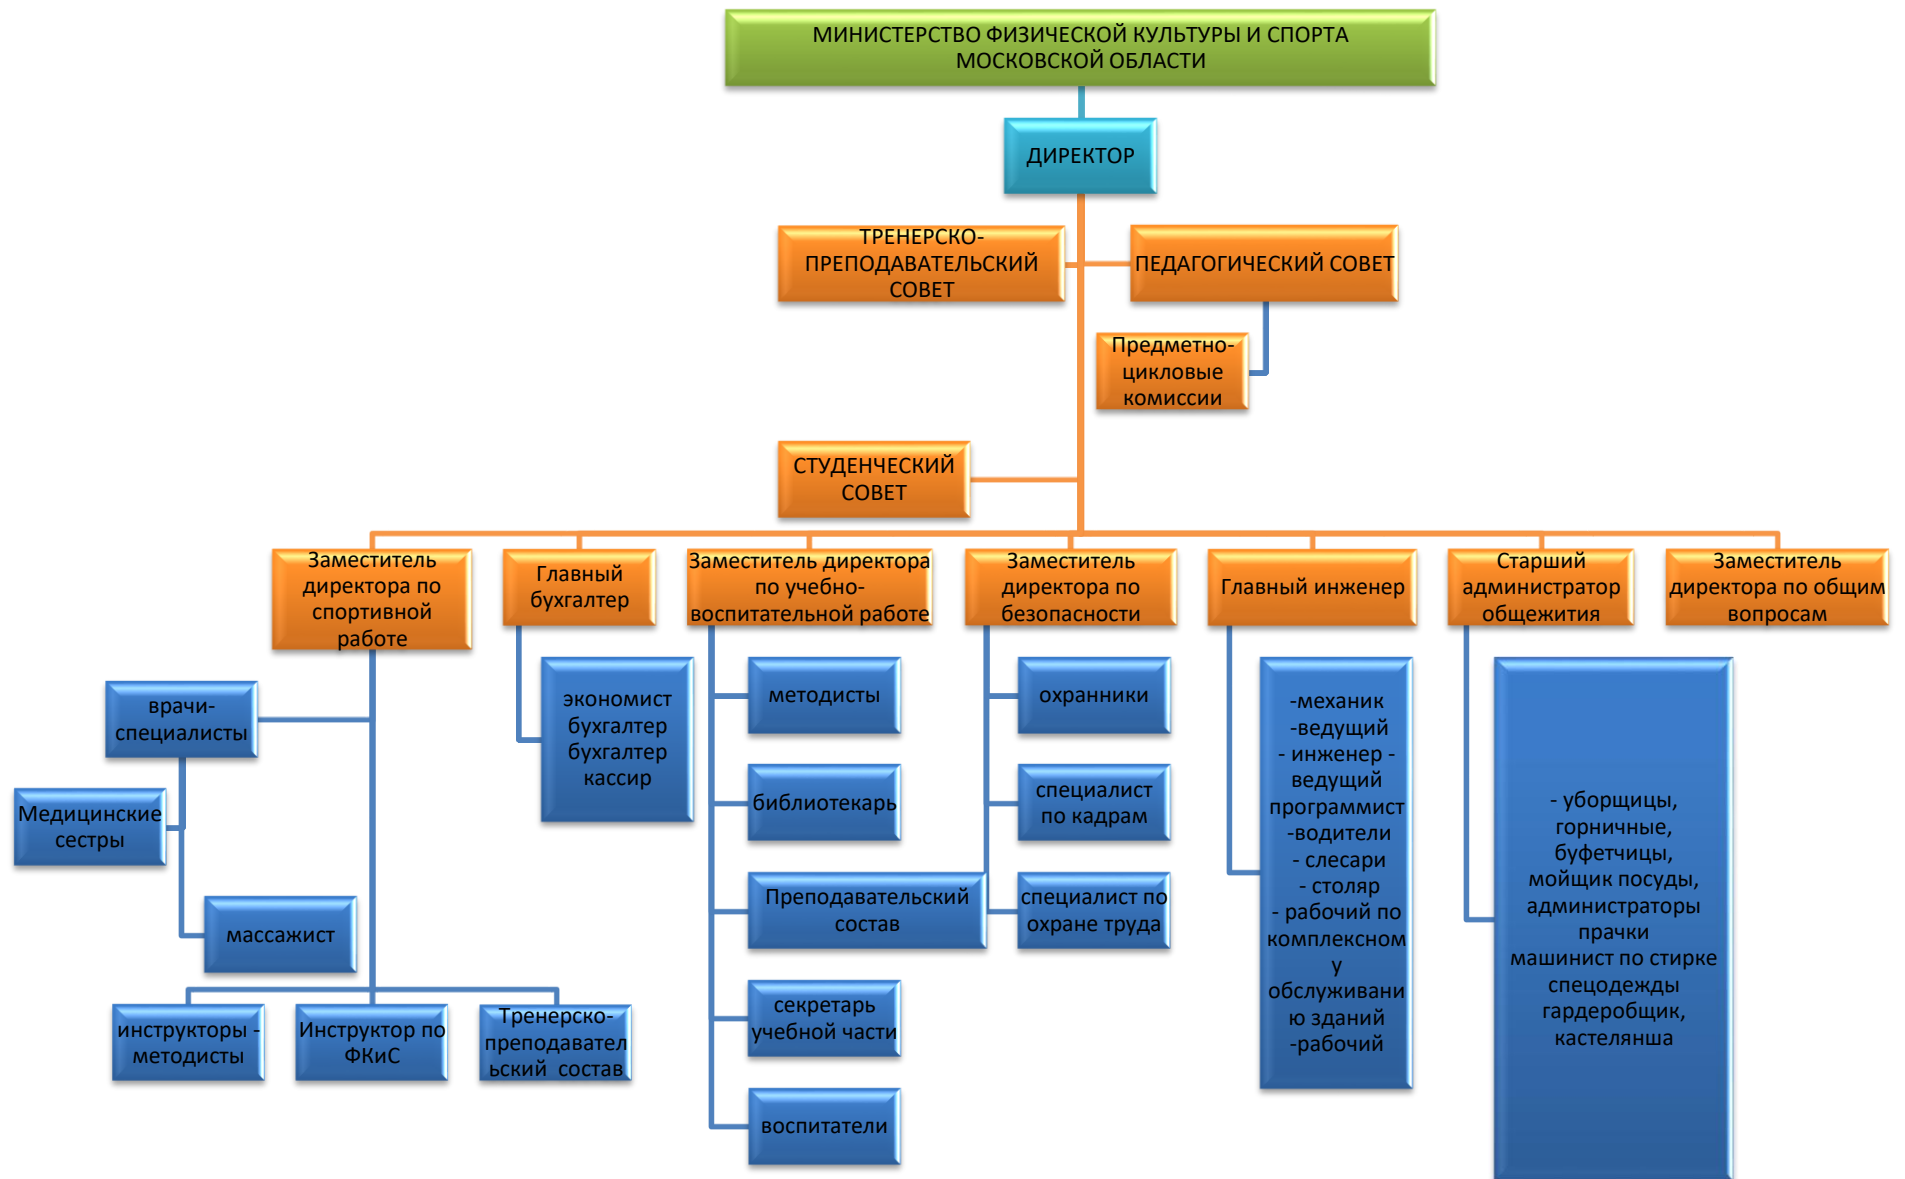 МИНИСТЕРСТВО ФИЗИЧЕСКОЙ КУЛЬТУРЫ И СПОРТА
МОСКОВСКОЙ ОБЛАСТИ
ДИРЕКТОР
ТРЕНЕРСКО-
ПРЕПОДАВАТЕЛЬСКИЙ
СОВЕТ
ПЕДАГОГИЧЕСКИЙ СОВЕТ
Предметно-
цикловые
комиссии
СТУДЕНЧЕСКИЙ
СОВЕТ
Заместитель
директора по
спортивной
работе
Главный
бухгалтер
Заместитель директора
по учебно-
воспитательной работе
Заместитель
директора по
безопасности
Главный инженер
Старший
администратор
общежития
Заместитель
директора по общим
вопросам
врачи-
специалисты
Медицинские
сестры
массажист
инструкторы -
методисты
Инструктор по
ФКиС
Тренерско-
преподавател
ьский  состав
экономист
бухгалтер
бухгалтер
кассир
методисты
библиотекарь
Преподавательский
состав
секретарь
учебной части
воспитатели
охранники
специалист
по кадрам
специалист по
охране труда
-механик
-ведущий
- инженер -
ведущий
программист
-водители
- слесари
- столяр
- рабочий по
комплексном
у
обслуживани
ю зданий
-рабочий
- уборщицы,
горничные,
буфетчицы,
мойщик посуды,
администраторы
прачки
машинист по стирке
спецодежды
гардеробщик,
кастелянша